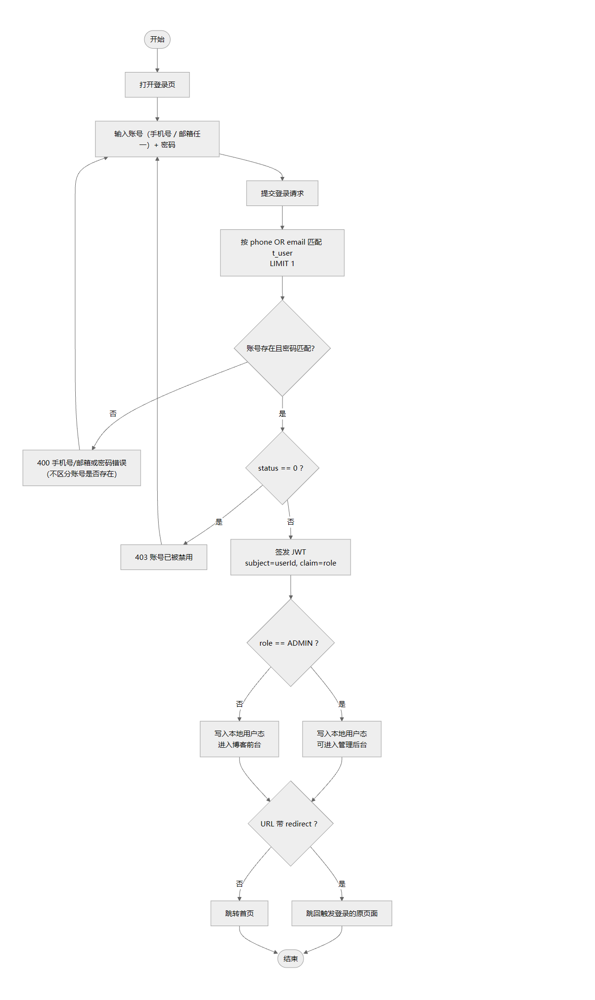 开始
打开登录页
输入账号（手机号 / 邮箱任
一）+ 密码
提交登录请求
按 phone OR email 匹配
t_user
LIMIT 1
账号存在且密码匹配?
否
是
400 手机号/邮箱或密码错误
（不区分账号是否存在）
status == 0 ?
是
否
403 账号已被禁用
签发 JWT
subject=userId, claim=role
role == ADMIN ?
否
是
写入本地用户态
进入博客前台
写入本地用户态
可进入管理后台
URL 带 redirect ?
否
是
跳转首页
跳回触发登录的原页面
结束